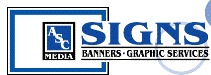 ASC
MEDIA
SIGNS
BANNERS · GRAPHIC SERVICES